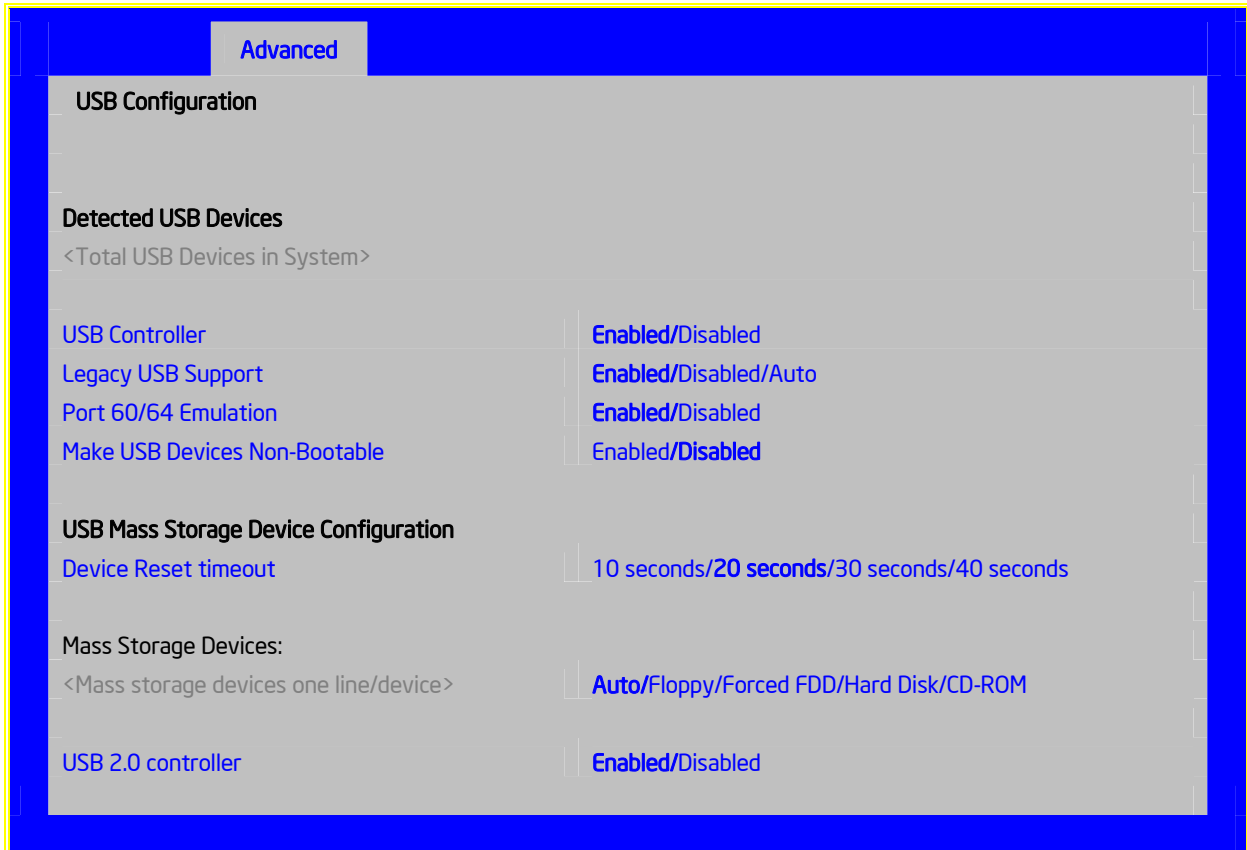 Advanced
USB Configuration
Detected USB Devices
<Total USB Devices in System>
USB Controller Enabled/Disabled
Legacy USB Support Enabled/Disabled/Auto
Port 60/64 Emulation Enabled/Disabled
Make USB Devices Non-Bootable Enabled/Disabled
USB Mass Storage Device Configuration
Device Reset timeout 10 seconds/20 seconds/30 seconds/40 seconds
Mass Storage Devices:
<Mass storage devices one line/device> Auto/Floppy/Forced FDD/Hard Disk/CD-ROM
USB 2.0 controller Enabled/Disabled